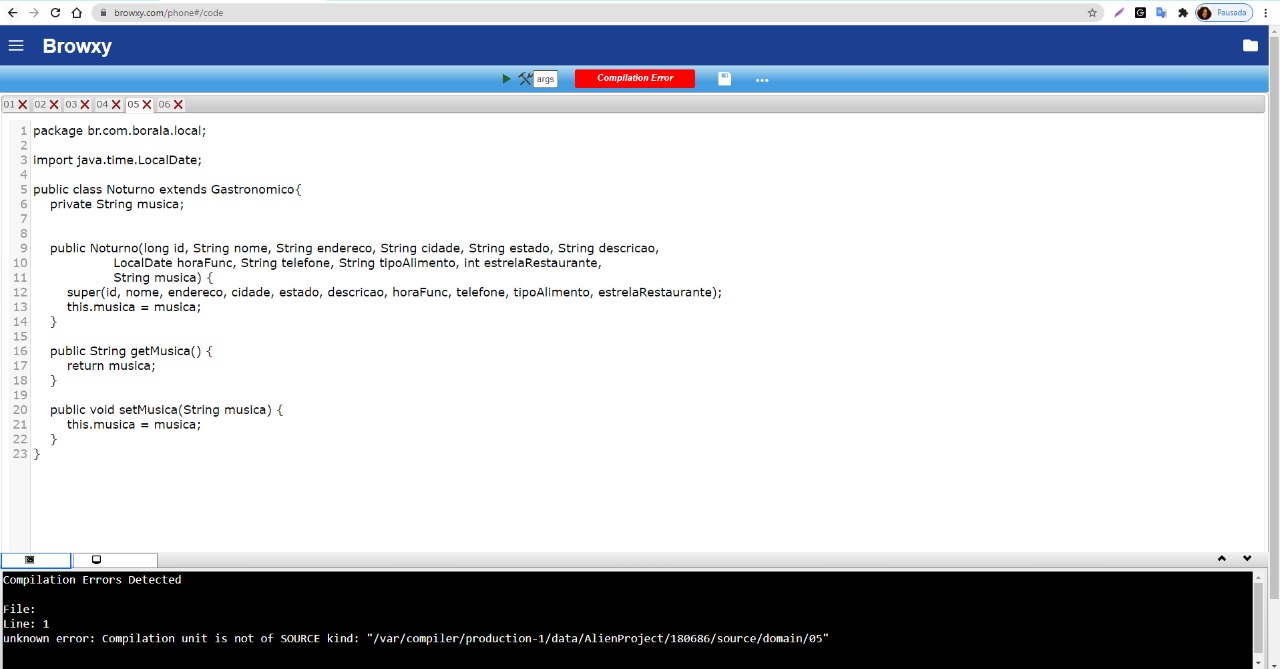 browxy.com/phone#/code
Pausada
Browxy
args
Compilation Error
01 02 03 04 05 06
1 package br.com.borala.local;
2
3 import java.time.LocalDate;
4
5 public class Noturno extends Gastronomico{
6 private String musica;
7
8
9 public Noturno(long id, String nome, String endereco, String cidade, String estado, String descricao,
10 LocalDate horaFunc, String telefone, String tipoAlimento, int estrelaRestaurante,
11 String musica) {
12 super(id, nome, endereco, cidade, estado, descricao, horaFunc, telefone, tipoAlimento, estrelaRestaurante);
13 this.musica = musica;
14 }
15
16 public String getMusica() {
17 return musica;
18 }
19
20 public void setMusica(String musica) {
21 this.musica = musica;
22 }
23 }
Compilation Errors Detected
File:
Line: 1
unknown error: Compilation unit is not of SOURCE kind: "/var/compiler/production-1/data/AlienProject/180686/source/domain/05"